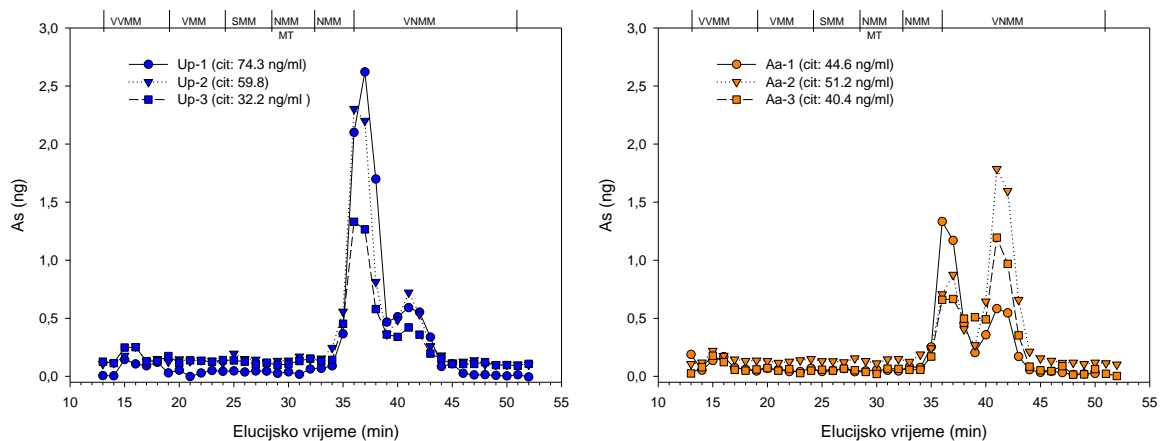 VVMM VMM SMM NMM NMM VNMM
MT
3,0
2,5
2,0
1,5
1,0
0,5
0,0
As (ng)
Up-1 (cit: 74.3 ng/ml)
Up-2 (cit: 59.8)
Up-3 (cit: 32.2 ng/ml )
10 15 20 25 30 35 40 45 50 55
Elucijsko vrijeme (min)
VVMM VMM SMM NMM NMM VNMM
MT
3,0
2,5
2,0
1,5
1,0
0,5
0,0
As (ng)
Aa-1 (cit: 44.6 ng/ml)
Aa-2 (cit: 51.2 ng/ml)
Aa-3 (cit: 40.4 ng/ml)
10 15 20 25 30 35 40 45 50 55
Elucijsko vrijeme (min)